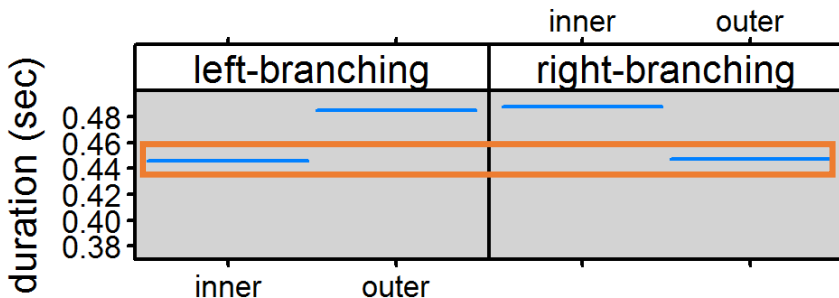 inner outer
left-branching right-branching
duration (sec)
0.48
0.46
0.44
0.42
0.40
0.38
inner outer